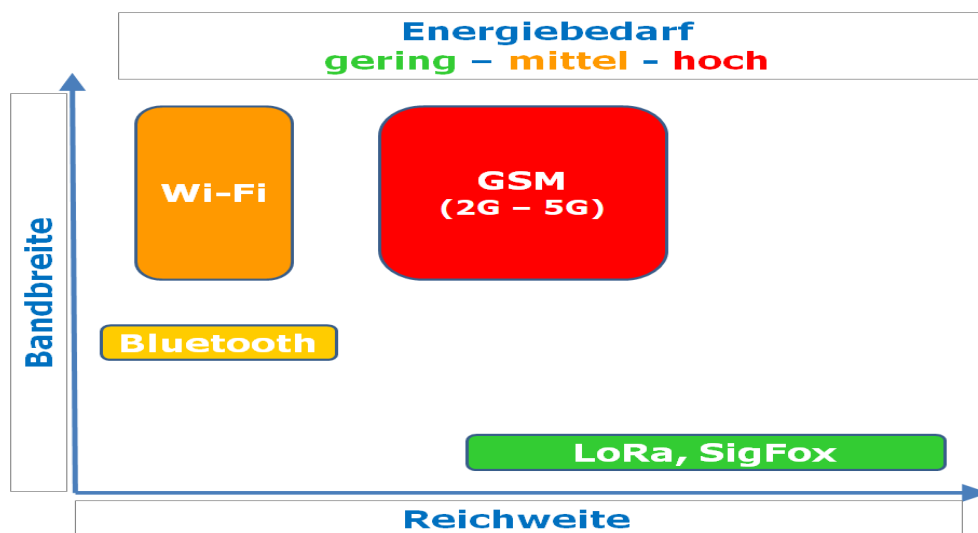 Energiebedarf
gering – mittel - hoch
Bandbreite
Wi-Fi
GSM
(2G – 5G)
Bluetooth
LoRa, SigFox
Reichweite